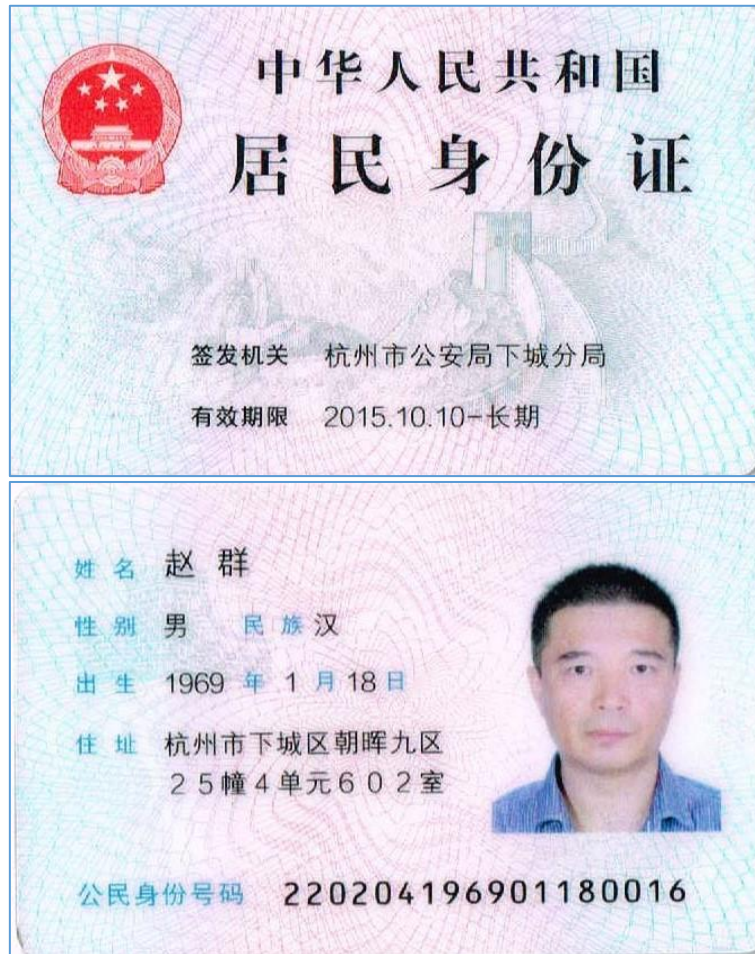 中华人民共和国
居民身份证
签发机关 杭州市公安局下城分局
有效期限 2015.10.10-长期
姓名 赵群
性别 男 民族 汉
出生 1969 年 1 月 18 日
住址 杭州市下城区朝晖九区
25幢4单元602室
公民身份号码 220204196901180016